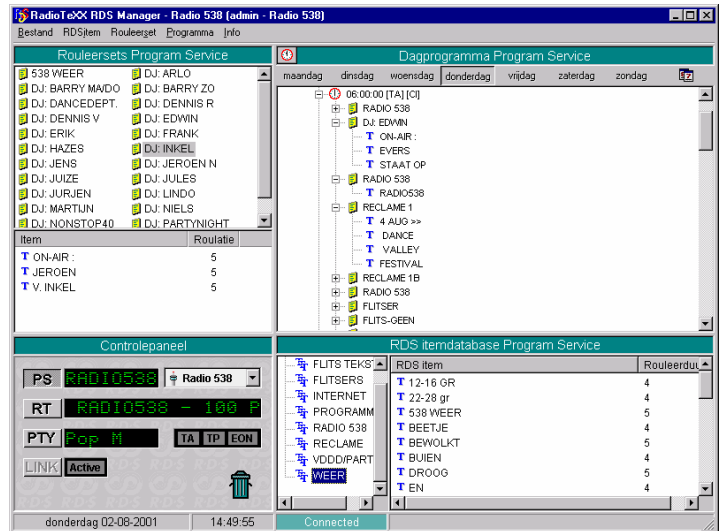 RadioTeXX RDS Manager - Radio 538 (admin - Radio 538)
Bestand RDSitem Rouleerset Programma Info
Rouleersets Program Service
538 WEER DJ: ARLO
DJ: BARRY MA/DO DJ: BARRY ZO
DJ: DANCEDEPT. DJ: DENNIS R
DJ: DENNIS V DJ: EDWIN
DJ: ERIK DJ: FRANK
DJ: HAZES DJ: INKEL
DJ: JENS DJ: JEROEN N
DJ: JUIZE DJ: JULES
DJ: JURJEN DJ: LINDO
DJ: MARTIJN DJ: NIELS
DJ: NONSTOP40 DJ: PARTYNIGHT
Item Roulatie
T ON-AIR : 5
T JEROEN 5
T V. INKEL 5
Dagprogramma Program Service
maandag dinsdag woensdag donderdag vrijdag zaterdag zondag
06:00:00 [TA] [CI]
RADIO 538
DJ: EDWIN
T ON-AIR :
T EVERS
T STAAT OP
RADIO 538
T RADIO538
RECLAME 1
T 4 AUG >>
T DANCE
T VALLEY
T FESTIVAL
RECLAME 1B
RADIO 538
FLITSER
FLITS-GEEN
Controlepaneel
PS RADIO538 Radio 538
RT RADIO538 - 100 P
PTY Pop M TA TP EON
LINK Active
RDS itemdatabase Program Service
FLITS TEKS
FLITSERS
INTERNET
PROGRAMM
RADIO 538
RECLAME
VDDD/PART
WEER
RDS item Rouleerduu
T 12-16 GR 4
T 22-28 gr 4
T 538 WEER 5
T BEETJE 4
T BEWOLKT 5
T BUIEN 4
T DROOG 5
T EN 4
donderdag 02-08-2001 14:49:55 Connected